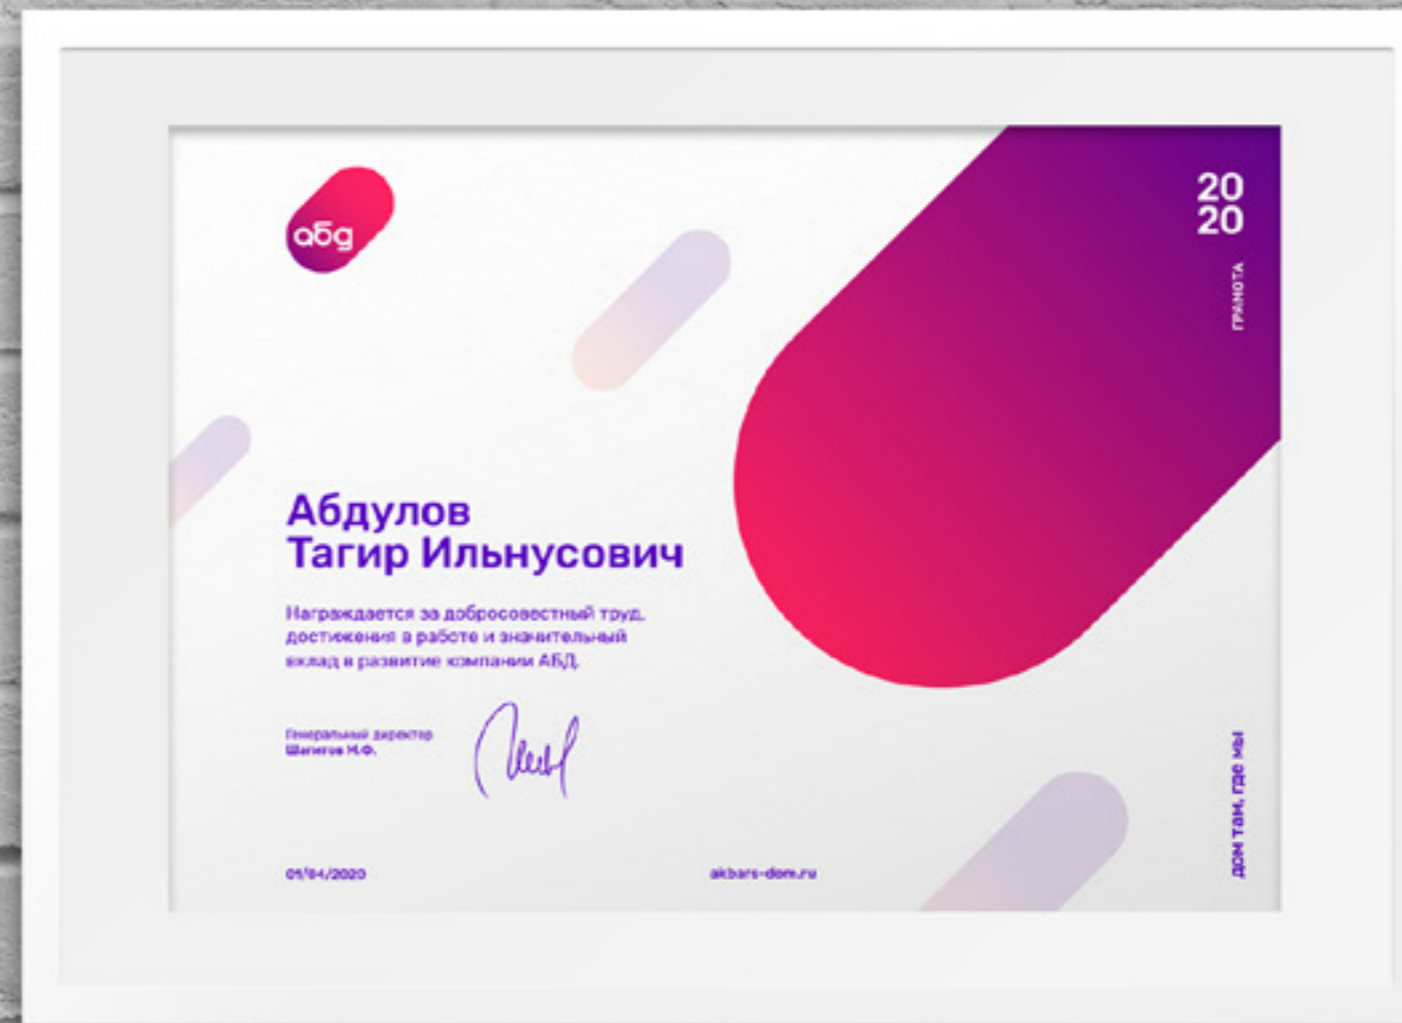 абд
20
20
ГРАМОТА
Абдулов
Тагир Ильнусович
Награждается за добросовестный труд,
достижения в работе и значительный
вклад в развитие компании АБД.
Генеральный директор
М.Ф.
01/04/2020
akbars-dom.ru
дом там, где мы